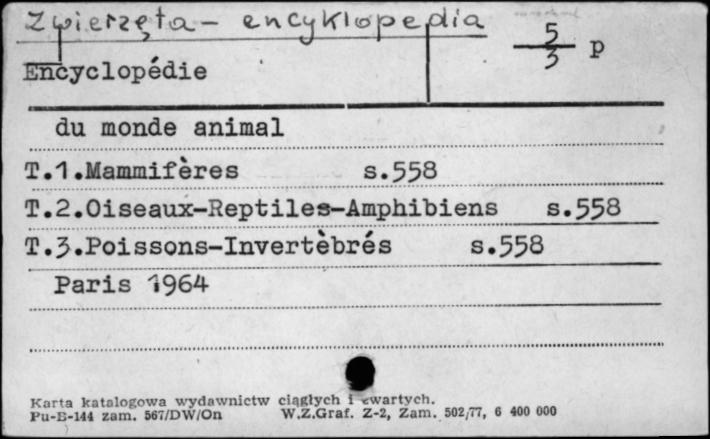 Zwierzęta - encyklopedia
5/3 p
Encyclopédie
du monde animal
T.1.Mammifères s.558
T.2.Oiseaux-Reptiles-Amphibiens s.558
T.3.Poissons-Invertèbrés s.558
Paris 1964
Karta katalogowa wydawnictw ciągłych i zwartych.
Pu-B-144 zam. 567/DW/On W.Z.Graf. Z-2, Zam. 502/77, 6 400 000